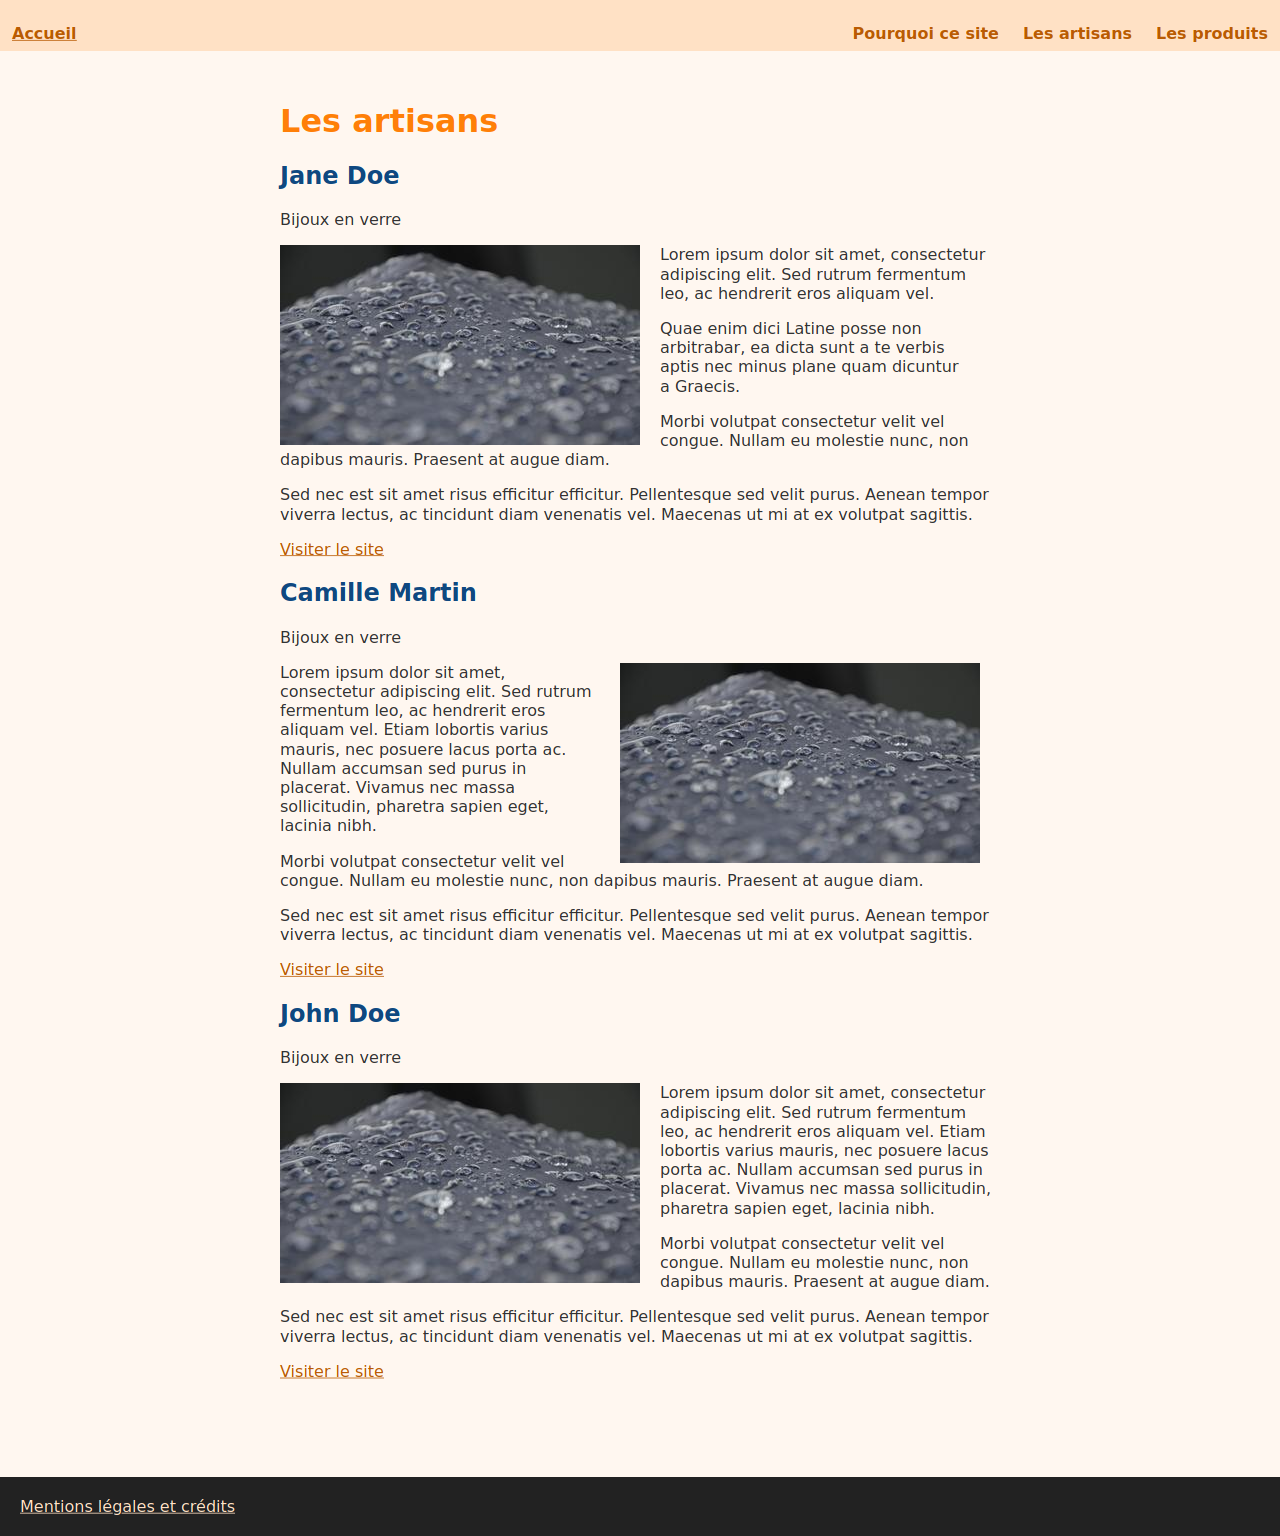 Accueil
Pourquoi ce site
Les artisans
Les produits
Les artisans
Jane Doe
Bijoux en verre
Lorem ipsum dolor sit amet, consectetur
adipiscing elit. Sed rutrum fermentum
leo, ac hendrerit eros aliquam vel.
Quae enim dici Latine posse non
arbitrabar, ea dicta sunt a te verbis
aptis nec minus plane quam dicuntur
a Graecis.
Morbi volutpat consectetur velit vel
congue. Nullam eu molestie nunc, non
dapibus mauris. Praesent at augue diam.
Sed nec est sit amet risus efficitur efficitur. Pellentesque sed velit purus. Aenean tempor
viverra lectus, ac tincidunt diam venenatis vel. Maecenas ut mi at ex volutpat sagittis.
Visiter le site
Camille Martin
Bijoux en verre
Lorem ipsum dolor sit amet,
consectetur adipiscing elit. Sed rutrum
fermentum leo, ac hendrerit eros
aliquam vel. Etiam lobortis varius
mauris, nec posuere lacus porta ac.
Nullam accumsan sed purus in
placerat. Vivamus nec massa
sollicitudin, pharetra sapien eget,
lacinia nibh.
Morbi volutpat consectetur velit vel
congue. Nullam eu molestie nunc, non dapibus mauris. Praesent at augue diam.
Sed nec est sit amet risus efficitur efficitur. Pellentesque sed velit purus. Aenean tempor
viverra lectus, ac tincidunt diam venenatis vel. Maecenas ut mi at ex volutpat sagittis.
Visiter le site
John Doe
Bijoux en verre
Lorem ipsum dolor sit amet, consectetur
adipiscing elit. Sed rutrum fermentum
leo, ac hendrerit eros aliquam vel. Etiam
lobortis varius mauris, nec posuere lacus
porta ac. Nullam accumsan sed purus in
placerat. Vivamus nec massa sollicitudin,
pharetra sapien eget, lacinia nibh.
Morbi volutpat consectetur velit vel
congue. Nullam eu molestie nunc, non
dapibus mauris. Praesent at augue diam.
Sed nec est sit amet risus efficitur efficitur. Pellentesque sed velit purus. Aenean tempor
viverra lectus, ac tincidunt diam venenatis vel. Maecenas ut mi at ex volutpat sagittis.
Visiter le site
Mentions légales et crédits